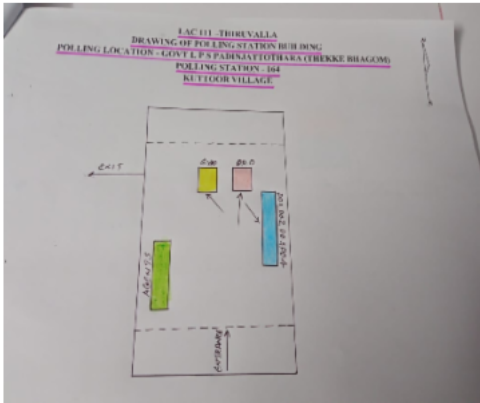 LAC 111 -THIRUVALLA
DRAWING OF POLLING STATION BUILDING
POLLING LOCATION - GOVT L P S PADINJATTOTHARA (THEKKE BHAGOM)
POLLING STATION - 164
KUTTOOR VILLAGE
EXIT
AGENTS
ENTRANCE